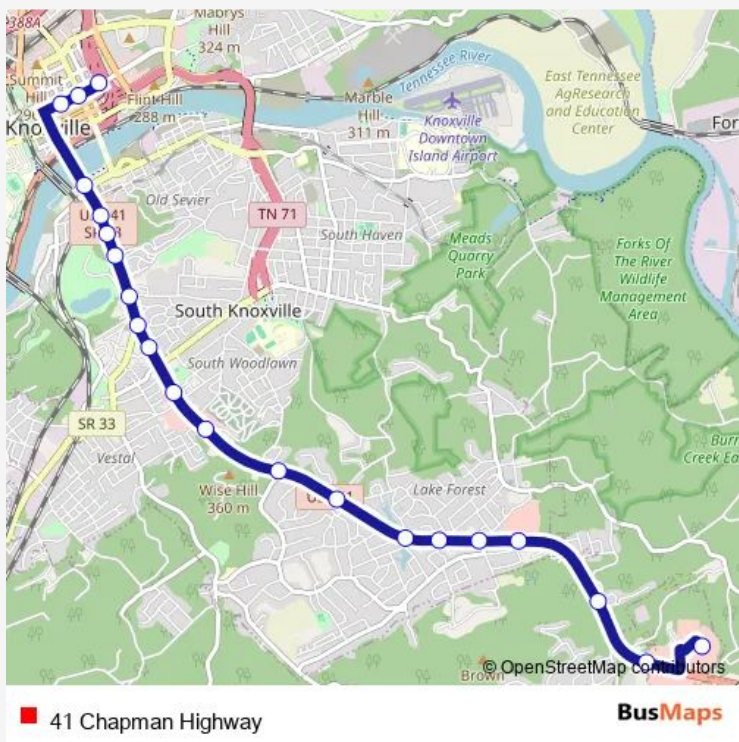 P388A
Mabrys
Hill
324 m
Summit
Hill
Flint Hill
288 m
Knoxville
Marble
Hill
311 m
Tennessee River
Knoxville
Downtown
Island Airport
East Tennessee
AgResearch
and Education
Center
For
Old Sevier
TN 71
South Haven
Meads
Quarry
Park
Forks Of
The River
Wildlife
Management
Area
South Knoxville
South Woodlawn
SR 33
Vestal
Wise Hill
360 m
Lake Forest
Burn
Creek Ea
Brown
© OpenStreetMap contributors
41 Chapman Highway
BusMaps